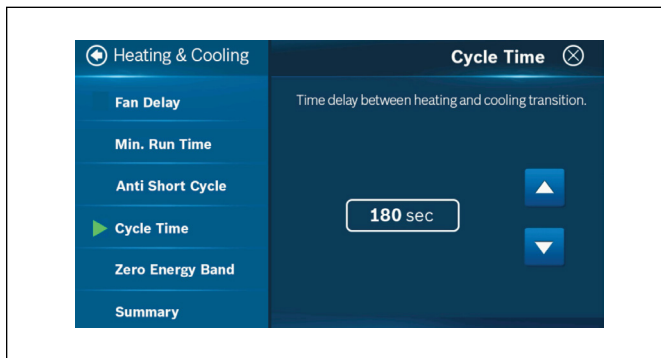 Heating & Cooling
Fan Delay
Min. Run Time
Anti Short Cycle
Cycle Time
Zero Energy Band
Summary
Cycle Time
Time delay between heating and cooling transition.
180 sec